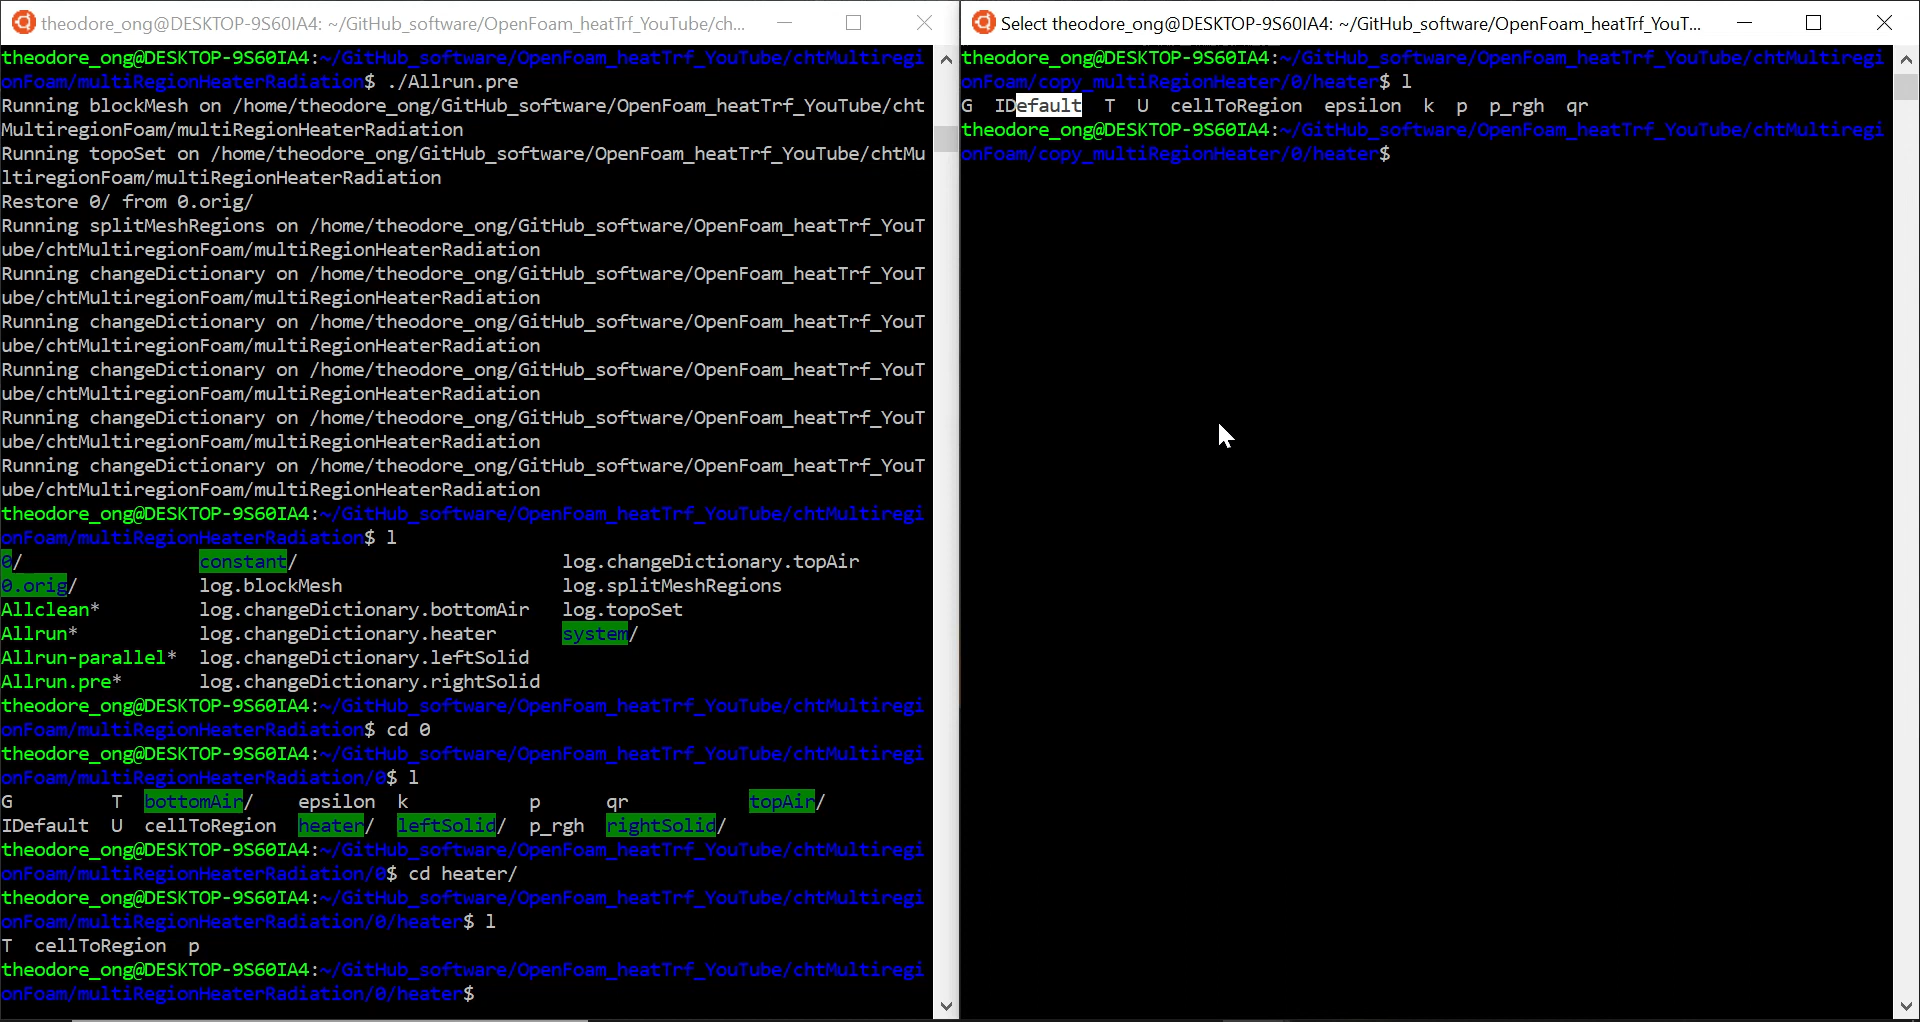 theodore_ong@DESKTOP-9S60IA4: ~/GitHub_software/OpenFoam_heatTrf_YouTube/ch...
theodore_ong@DESKTOP-9S60IA4:~/GitHub_software/OpenFoam_heatTrf_YouTube/chtMultiregi
onFoam/multiRegionHeaterRadiation$ ./Allrun.pre
Running blockMesh on /home/theodore_ong/GitHub_software/OpenFoam_heatTrf_YouTube/cht
MultiregionFoam/multiRegionHeaterRadiation
Running topoSet on /home/theodore_ong/GitHub_software/OpenFoam_heatTrf_YouTube/chtMu
ltiregionFoam/multiRegionHeaterRadiation
Restore 0/ from 0.orig/
Running splitMeshRegions on /home/theodore_ong/GitHub_software/OpenFoam_heatTrf_YouT
ube/chtMultiregionFoam/multiRegionHeaterRadiation
Running changeDictionary on /home/theodore_ong/GitHub_software/OpenFoam_heatTrf_YouT
ube/chtMultiregionFoam/multiRegionHeaterRadiation
Running changeDictionary on /home/theodore_ong/GitHub_software/OpenFoam_heatTrf_YouT
ube/chtMultiregionFoam/multiRegionHeaterRadiation
Running changeDictionary on /home/theodore_ong/GitHub_software/OpenFoam_heatTrf_YouT
ube/chtMultiregionFoam/multiRegionHeaterRadiation
Running changeDictionary on /home/theodore_ong/GitHub_software/OpenFoam_heatTrf_YouT
ube/chtMultiregionFoam/multiRegionHeaterRadiation
Running changeDictionary on /home/theodore_ong/GitHub_software/OpenFoam_heatTrf_YouT
ube/chtMultiregionFoam/multiRegionHeaterRadiation
theodore_ong@DESKTOP-9S60IA4:~/GitHub_software/OpenFoam_heatTrf_YouTube/chtMultiregi
onFoam/multiRegionHeaterRadiation$ l
0/ constant/ log.changeDictionary.topAir
0.orig/ log.blockMesh log.splitMeshRegions
Allclean* log.changeDictionary.bottomAir log.topoSet
Allrun* log.changeDictionary.heater system/
Allrun-parallel* log.changeDictionary.leftSolid
Allrun.pre* log.changeDictionary.rightSolid
theodore_ong@DESKTOP-9S60IA4:~/GitHub_software/OpenFoam_heatTrf_YouTube/chtMultiregi
onFoam/multiRegionHeaterRadiation$ cd 0
theodore_ong@DESKTOP-9S60IA4:~/GitHub_software/OpenFoam_heatTrf_YouTube/chtMultiregi
onFoam/multiRegionHeaterRadiation/0$ l
G T bottomAir/ epsilon k p qr topAir/
IDefault U cellToRegion heater/ leftSolid/ p_rgh rightSolid/
theodore_ong@DESKTOP-9S60IA4:~/GitHub_software/OpenFoam_heatTrf_YouTube/chtMultiregi
onFoam/multiRegionHeaterRadiation/0$ cd heater/
theodore_ong@DESKTOP-9S60IA4:~/GitHub_software/OpenFoam_heatTrf_YouTube/chtMultiregi
onFoam/multiRegionHeaterRadiation/0/heater$ l
T cellToRegion p
theodore_ong@DESKTOP-9S60IA4:~/GitHub_software/OpenFoam_heatTrf_YouTube/chtMultiregi
onFoam/multiRegionHeaterRadiation/0/heater$
Select theodore_ong@DESKTOP-9S60IA4: ~/GitHub_software/OpenFoam_heatTrf_YouT...
theodore_ong@DESKTOP-9S60IA4:~/GitHub_software/OpenFoam_heatTrf_YouTube/chtMultiregi
onFoam/copy_multiRegionHeater/0/heater$ l
G IDefault T U cellToRegion epsilon k p p_rgh qr
theodore_ong@DESKTOP-9S60IA4:~/GitHub_software/OpenFoam_heatTrf_YouTube/chtMultiregi
onFoam/copy_multiRegionHeater/0/heater$